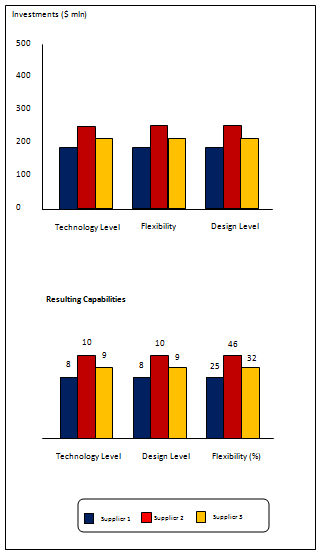 Investments ($ mln)
500
400
300
200
100
0
Technology Level Flexibility Design Level
Resulting Capabilities
8 10 9 8 10 9 25 46 32
Technology Level Design Level Flexibility (%)
Supplier 1 Supplier 2 Supplier 3